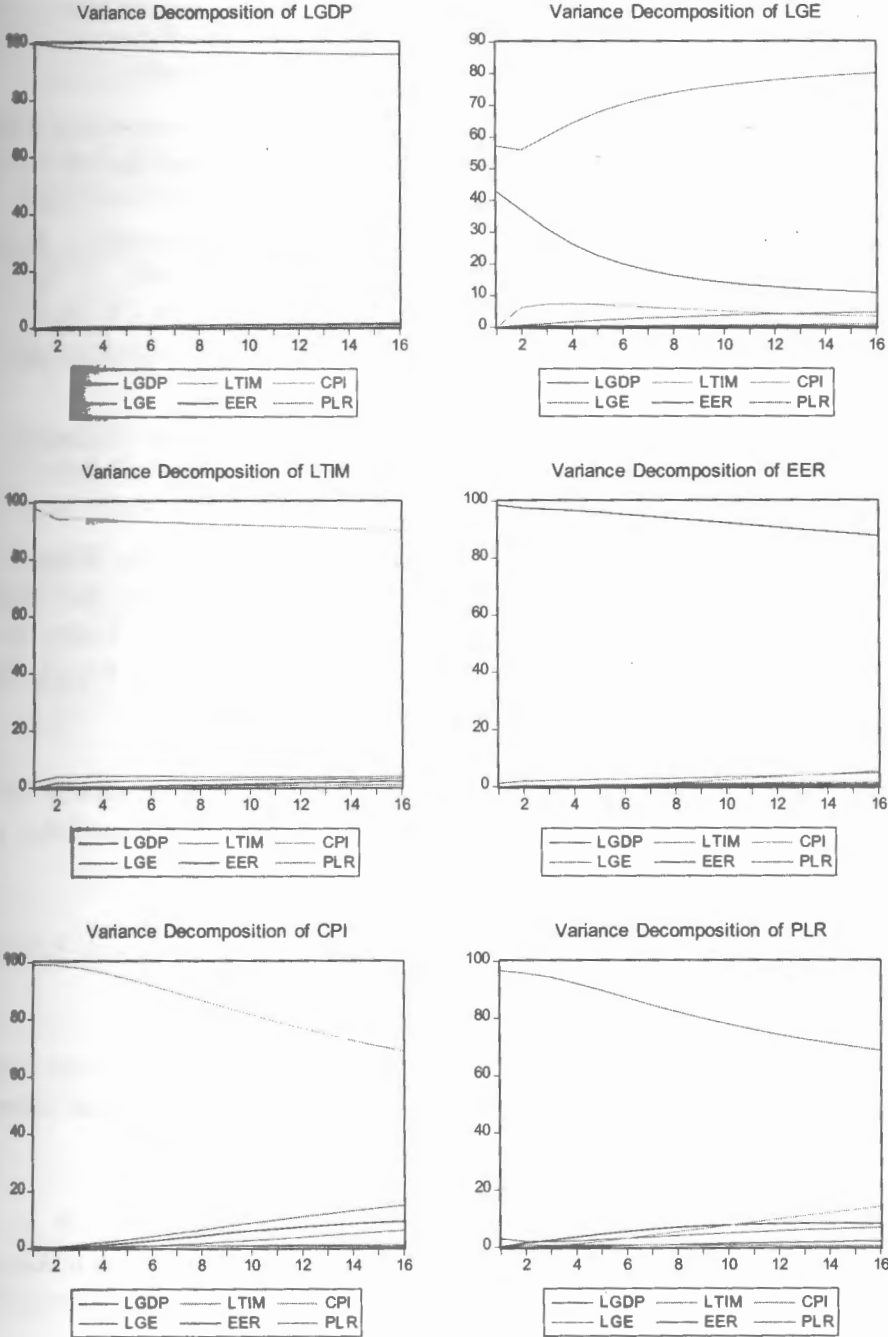 Variance Decomposition of LGDP
100
80
60
40
20
0
2 4 6 8 10 12 14 16
LGDP LTIM CPI
LGE EER PLR
Variance Decomposition of LGE
90
80
70
60
50
40
30
20
10
0
2 4 6 8 10 12 14 16
LGDP LTIM CPI
LGE EER PLR
Variance Decomposition of LTIM
100
80
60
40
20
0
2 4 6 8 10 12 14 16
LGDP LTIM CPI
LGE EER PLR
Variance Decomposition of EER
100
80
60
40
20
0
2 4 6 8 10 12 14 16
LGDP LTIM CPI
LGE EER PLR
Variance Decomposition of CPI
100
80
60
40
20
0
2 4 6 8 10 12 14 16
LGDP LTIM CPI
LGE EER PLR
Variance Decomposition of PLR
100
80
60
40
20
0
2 4 6 8 10 12 14 16
LGDP LTIM CPI
LGE EER PLR